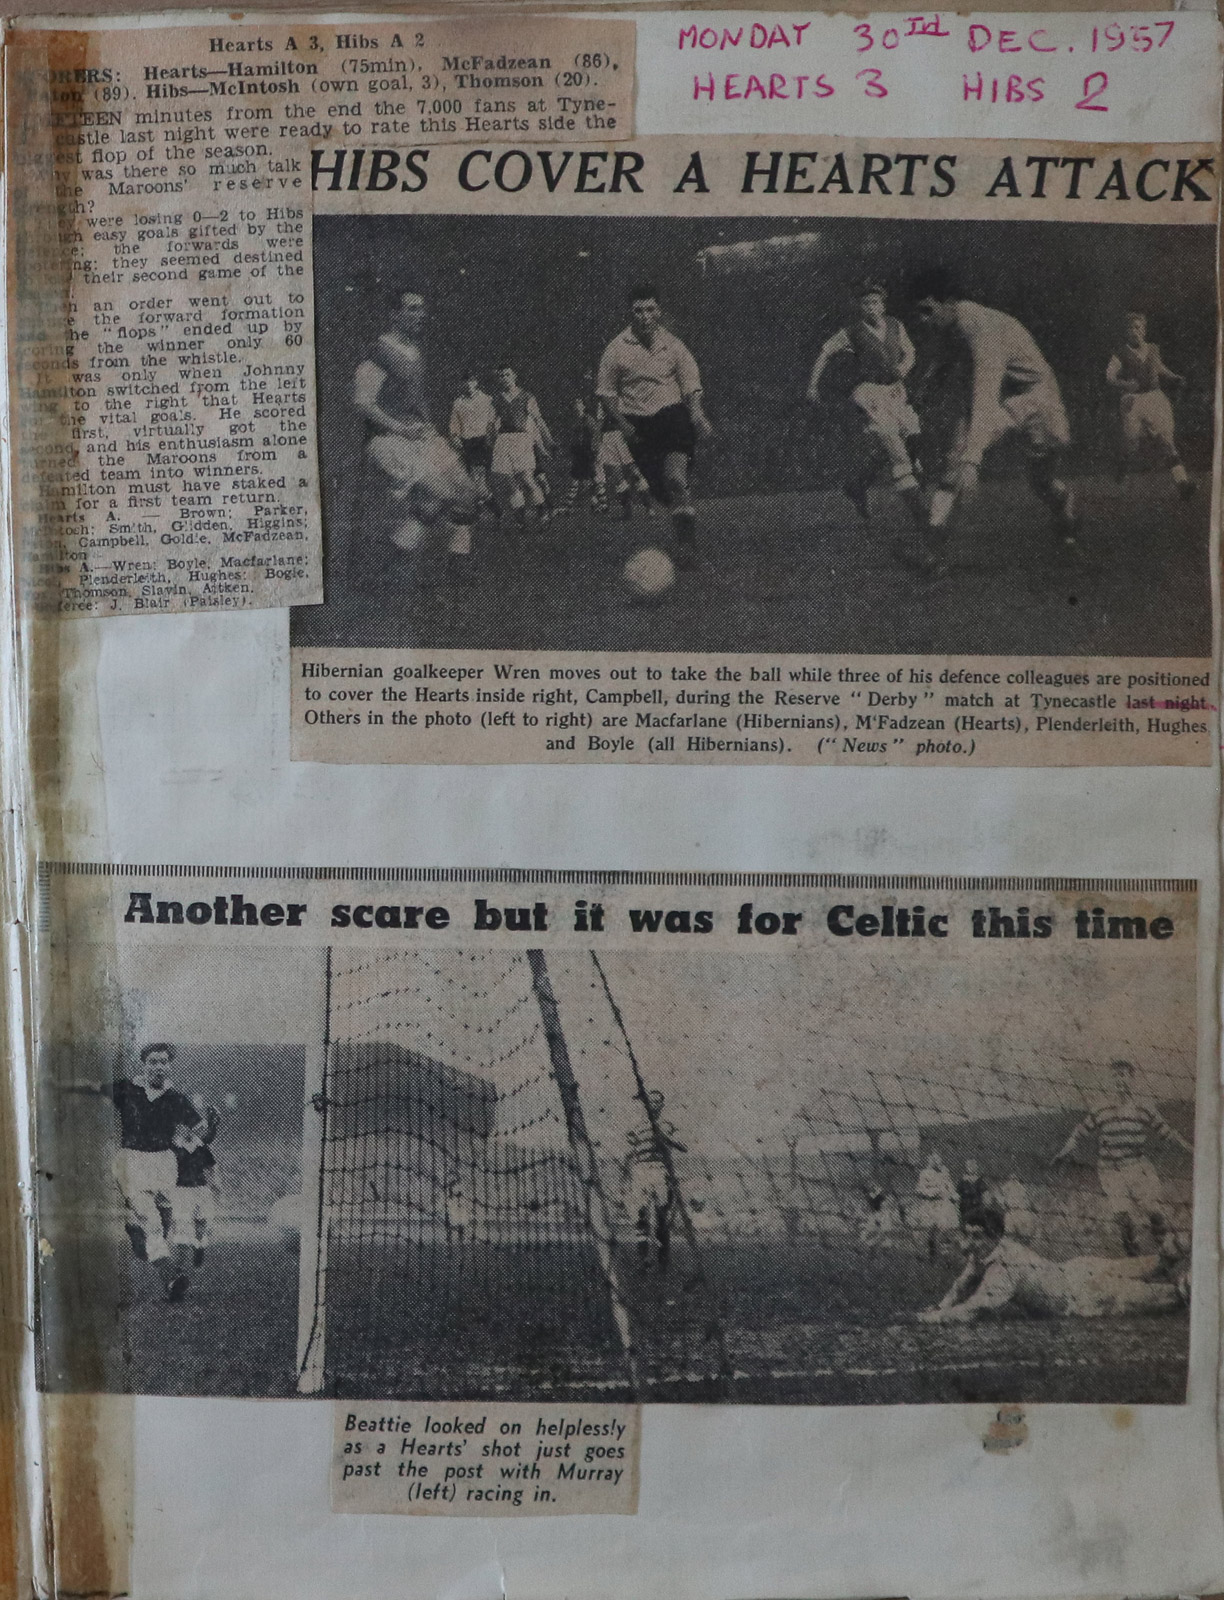 MONDAY 30TH DEC. 1957
HEARTS 3 HIBS 2
Hearts A 3, Hibs A 2
Hearts—Hamilton (75min), McFadzean (86),
(89). Hibs—McIntosh (own goal, 3), Thomson (20).
minutes from the end the 7,000 fans at Tyne-
castle last night were ready to rate this Hearts side the
flop of the season.
was there so much talk
the Maroons' reserve
were losing 0—2 to Hibs
easy goals gifted by the
the forwards were
they seemed destined
their second game of the
an order went out to
the forward formation
the "flops" ended up by
the winner only 60
from the whistle.
was only when Johnny
Hamilton switched from the left
to the right that Hearts
the vital goals. He scored
first, virtually got the
and his enthusiasm alone
the Maroons from a
defeated team into winners.
Hamilton must have staked a
for a first team return.
Hearts A. — Brown; Parker,
Smith, Glidden, Higgins;
Campbell, Goldie, McFadzean,
A.—Wren; Boyle, Macfarlane;
Plenderleith, Hughes; Bogle,
Thomson, Slavin, Aitken.
J. Blair (Paisley).
HIBS COVER A HEARTS ATTACK
Hibernian goalkeeper Wren moves out to take the ball while three of his defence colleagues are positioned
to cover the Hearts inside right, Campbell, during the Reserve "Derby" match at Tynecastle last night.
Others in the photo (left to right) are Macfarlane (Hibernians), M'Fadzean (Hearts), Plenderleith, Hughes
and Boyle (all Hibernians). ("News" photo.)
Another scare but it was for Celtic this time
Beattie looked on helplessly
as a Hearts' shot just goes
past the post with Murray
(left) racing in.